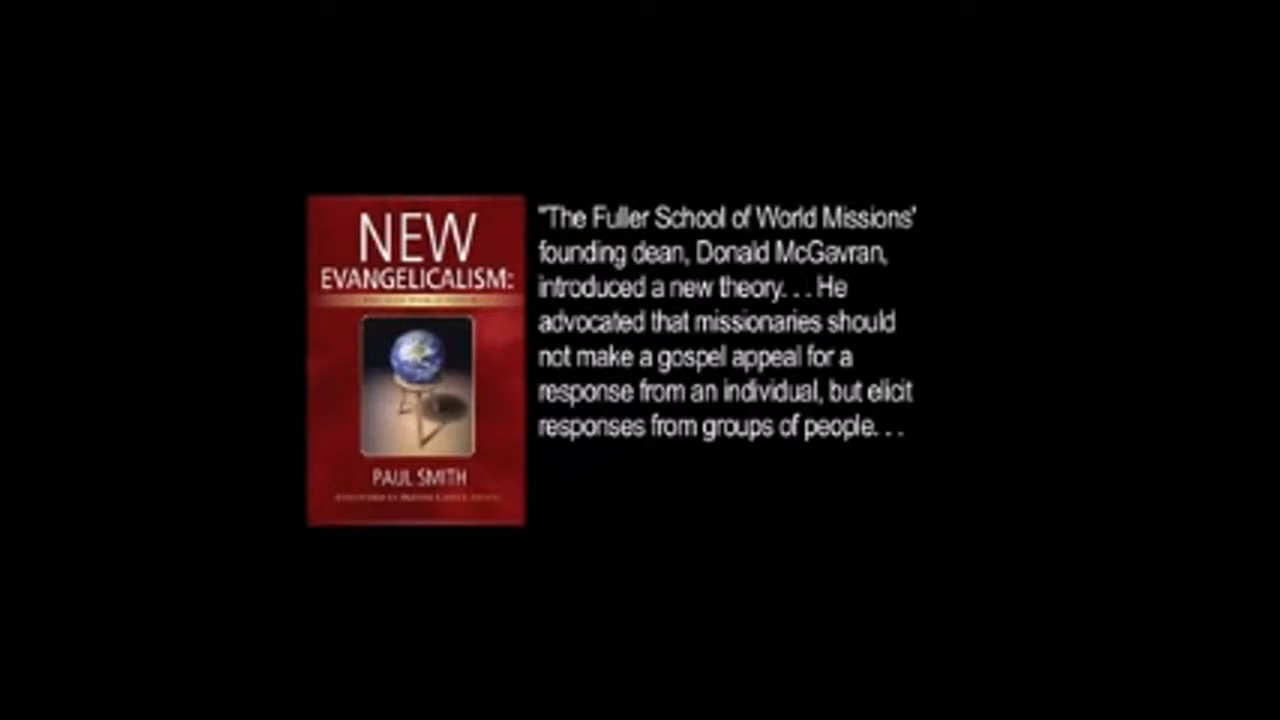 NEW
EVANGELICALISM:
PAUL SMITH
"The Fuller School of World Missions'
founding dean, Donald McGavran,
introduced a new theory. . . He
advocated that missionaries should
not make a gospel appeal for a
response from an individual, but elicit
responses from groups of people. . .